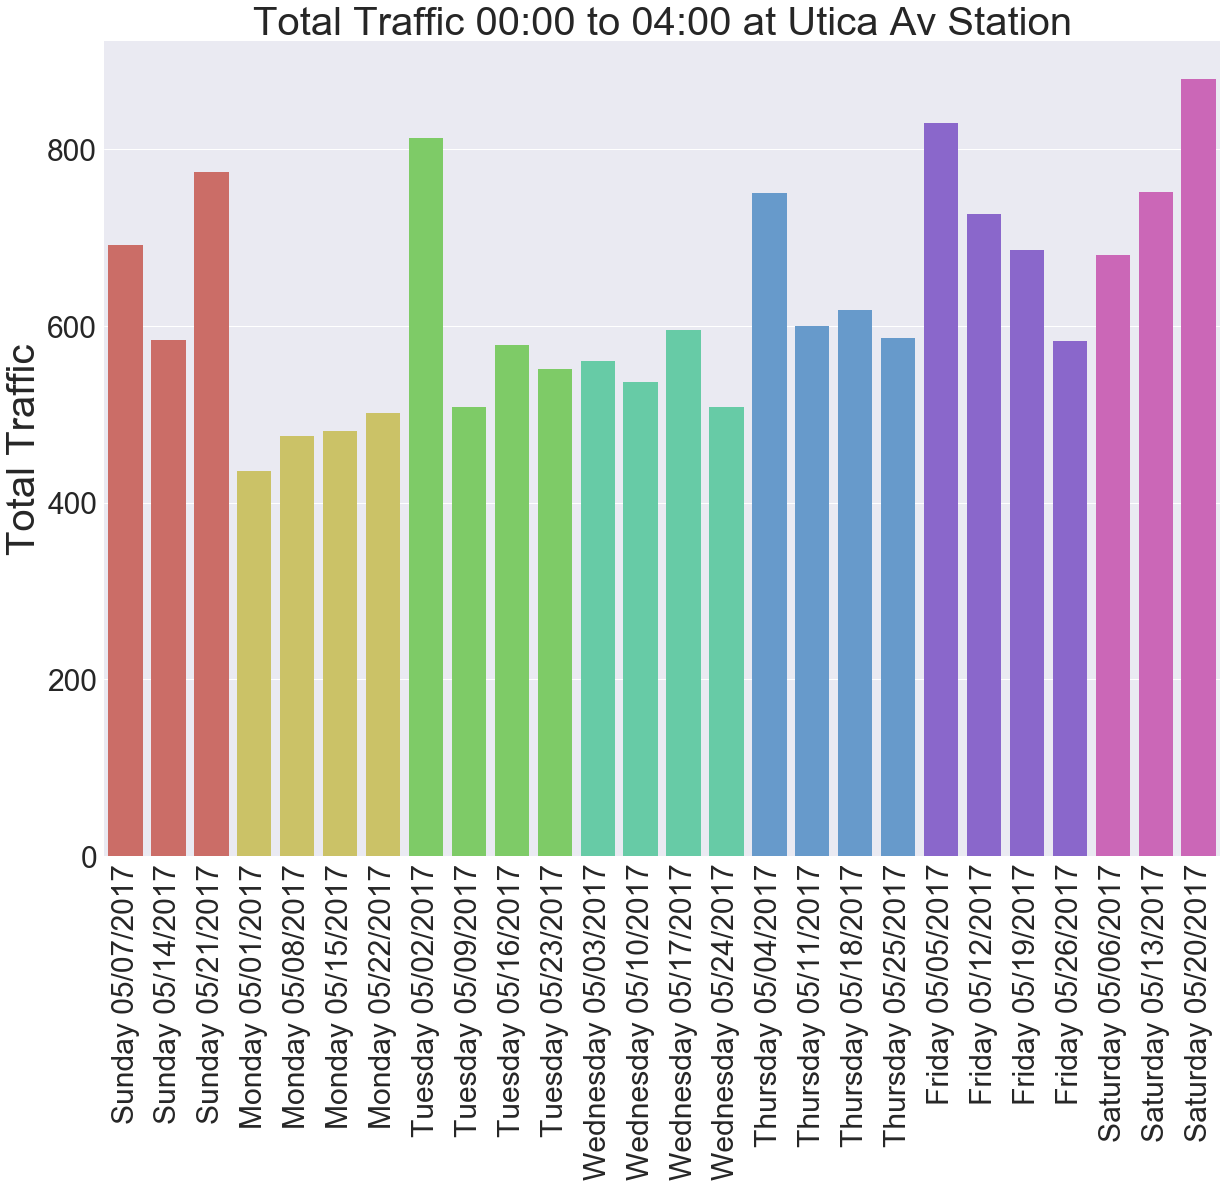 Total Traffic 00:00 to 04:00 at Utica Av Station
Total Traffic
800
600
400
200
0
Sunday 05/07/2017
Sunday 05/14/2017
Sunday 05/21/2017
Monday 05/01/2017
Monday 05/08/2017
Monday 05/15/2017
Monday 05/22/2017
Tuesday 05/02/2017
Tuesday 05/09/2017
Tuesday 05/16/2017
Tuesday 05/23/2017
Wednesday 05/03/2017
Wednesday 05/10/2017
Wednesday 05/17/2017
Wednesday 05/24/2017
Thursday 05/04/2017
Thursday 05/11/2017
Thursday 05/18/2017
Thursday 05/25/2017
Friday 05/05/2017
Friday 05/12/2017
Friday 05/19/2017
Friday 05/26/2017
Saturday 05/06/2017
Saturday 05/13/2017
Saturday 05/20/2017